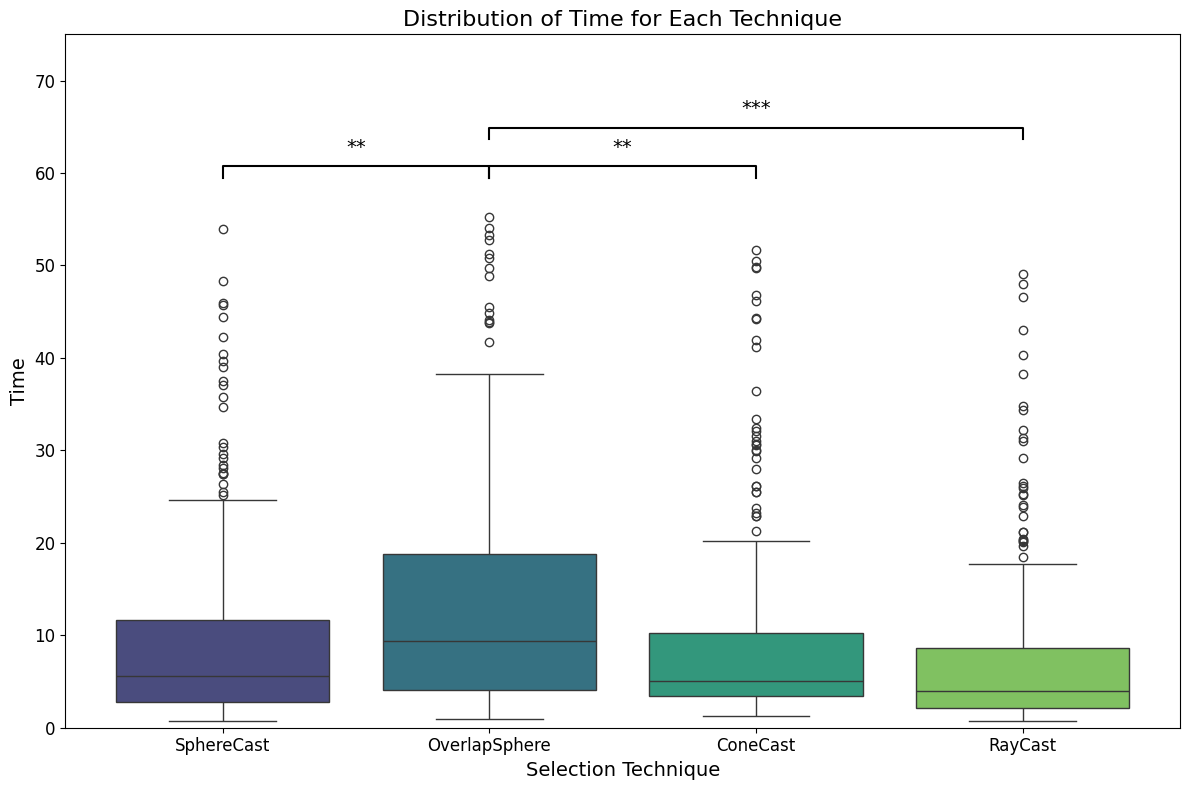 Distribution of Time for Each Technique
70
***
**
**
60
50
40
Time
30
20
10
0
SphereCast
OverlapSphere
ConeCast
RayCast
Selection Technique